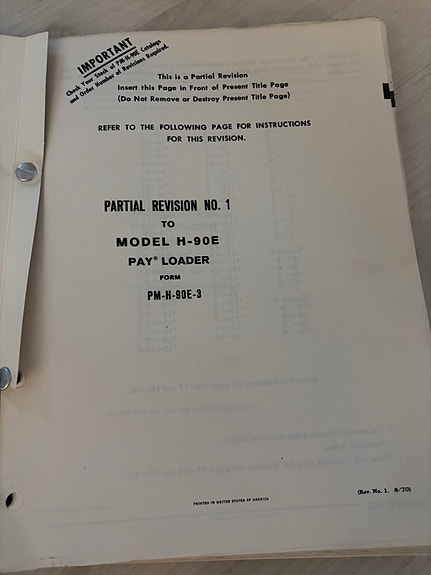 IMPORTANT
Check Your Stock of PM-H-90E Catalogs
and Order Number of Revisions Required.
This is a Partial Revision
Insert this Page in Front of Present Title Page
(Do Not Remove or Destroy Present Title Page)
REFER TO THE FOLLOWING PAGE FOR INSTRUCTIONS
FOR THIS REVISION.
PARTIAL REVISION NO. 1
TO
MODEL H-90E
PAY® LOADER
FORM
PM-H-90E-3
(Rev. No. 1. 6-'70)
PRINTED IN UNITED STATES OF AMERICA